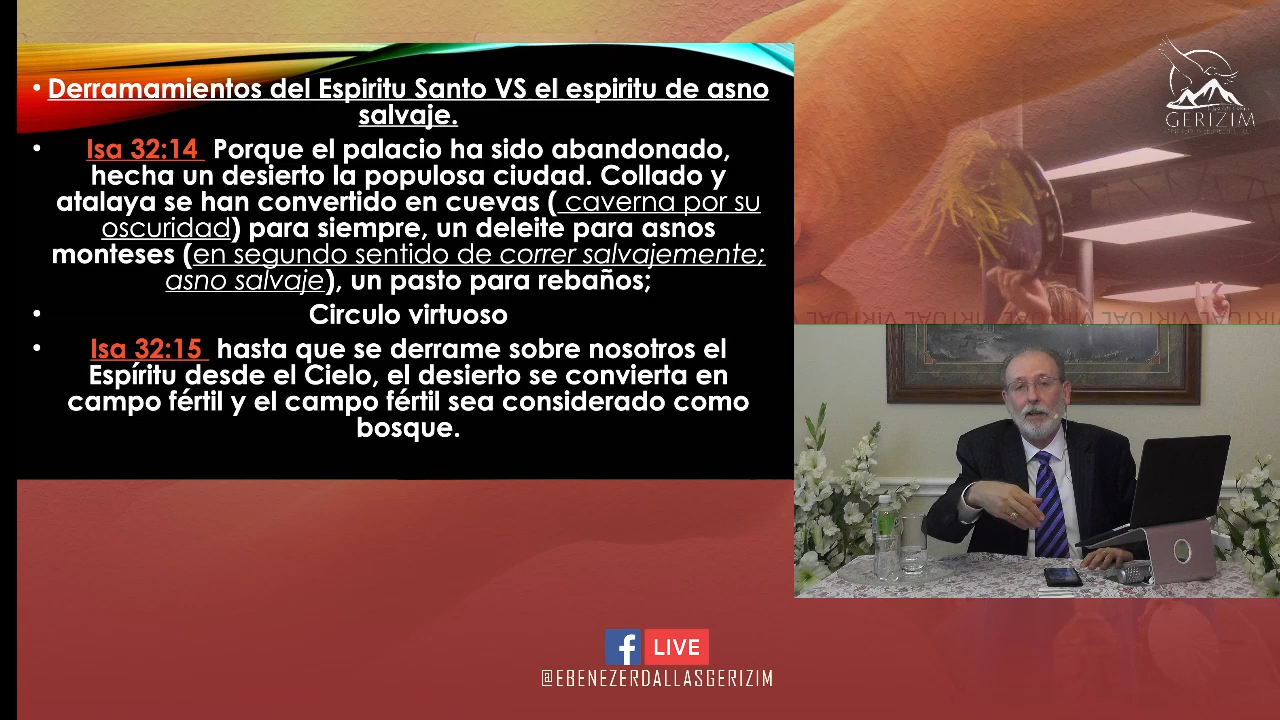 • Derramamientos del Espiritu Santo VS el espiritu de asno
salvaje.
• Isa 32:14 Porque el palacio ha sido abandonado,
hecha un desierto la populosa ciudad. Collado y
atalaya se han convertido en cuevas ( caverna por su
oscuridad) para siempre, un deleite para asnos
monteses (en segundo sentido de correr salvajemente;
asno salvaje), un pasto para rebaños;
• Circulo virtuoso
• Isa 32:15 hasta que se derrame sobre nosotros el
Espíritu desde el Cielo, el desierto se convierta en
campo fértil y el campo fértil sea considerado como
bosque.
GERIZIM
VIRTUAL VIRTUAL
f LIVE
@EBENEZERDALLASGERIZIM